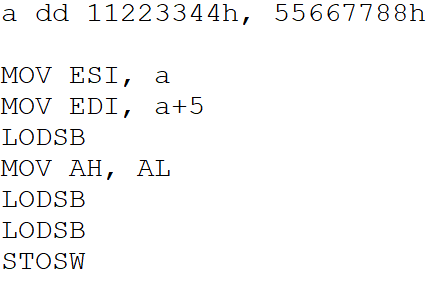 a dd 11223344h, 55667788h
MOV ESI, a
MOV EDI, a+5
LODSB
MOV AH, AL
LODSB
LODSB
STOSW